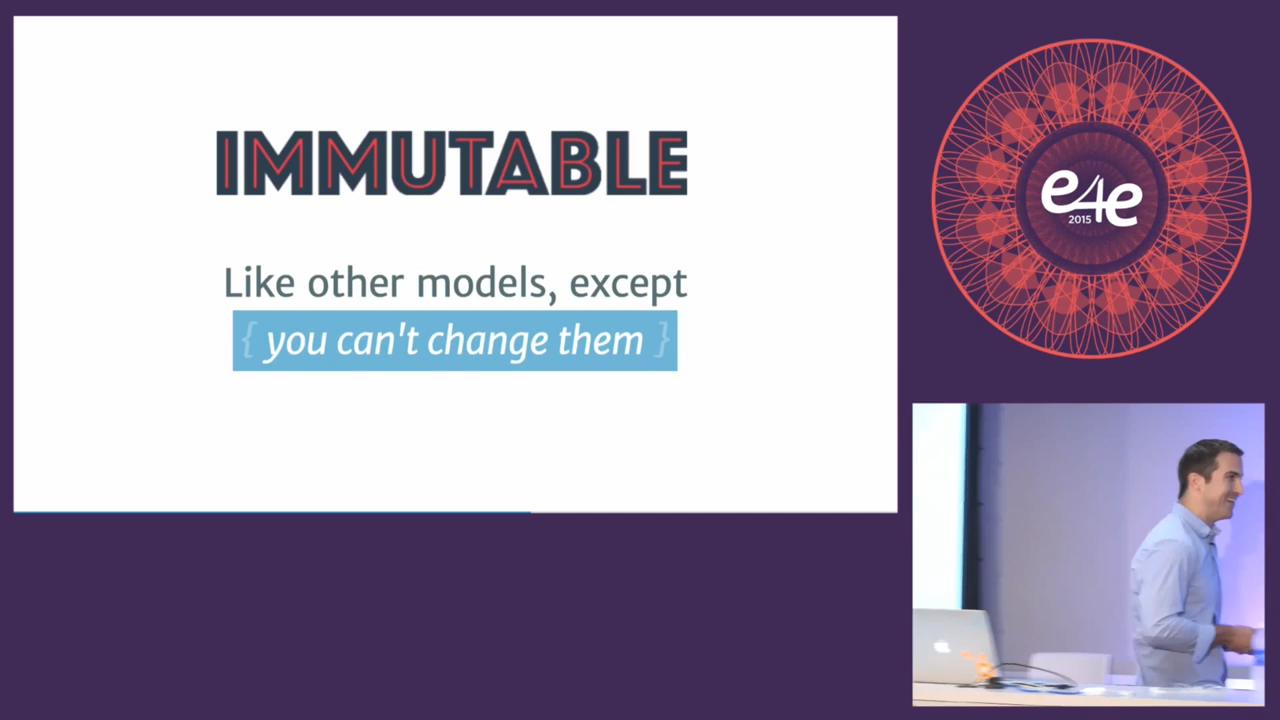 IMMUTABLE
Like other models, except
{ you can't change them }
e4e
2015